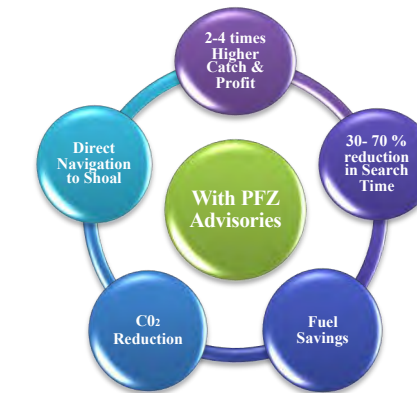 2-4 times
Higher
Catch &
Profit
30- 70 %
reduction
in Search
Time
Fuel
Savings
C0₂
Reduction
Direct
Navigation
to Shoal
With PFZ
Advisories